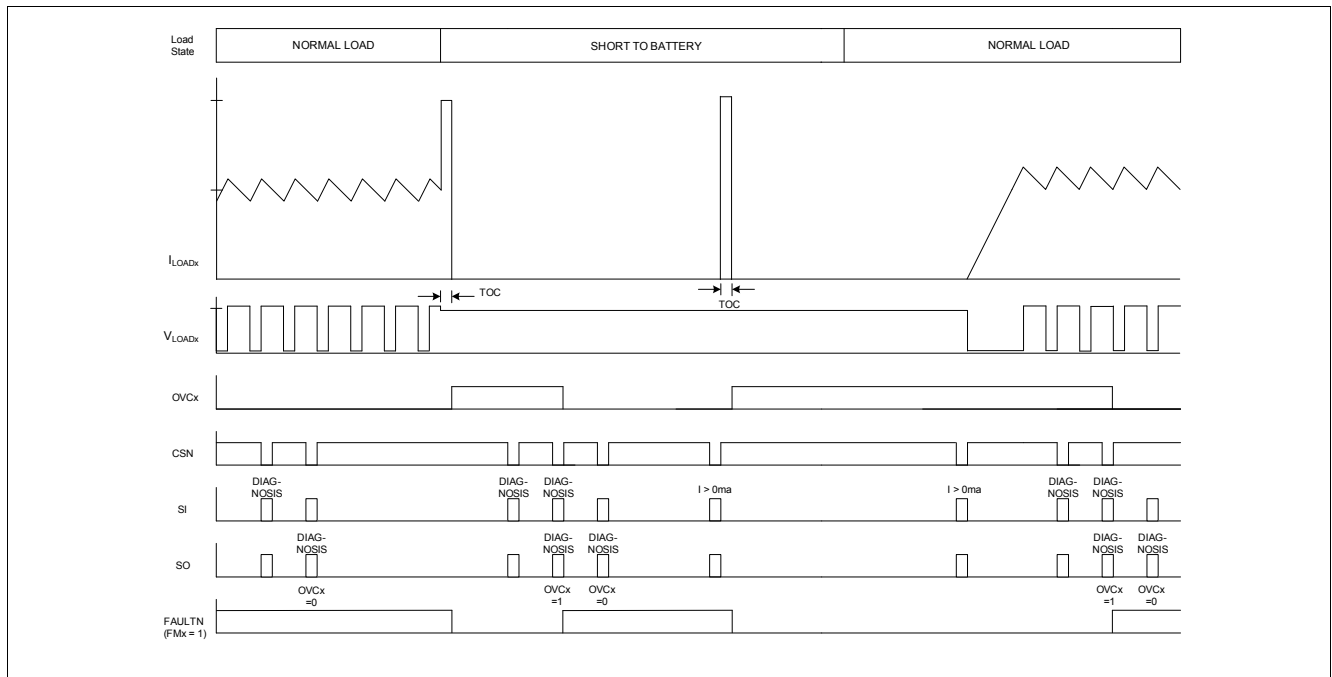 Load
State
NORMAL LOAD
SHORT TO BATTERY
NORMAL LOAD
ILOADx
TOC
TOC
VLOADx
OVCx
CSN
DIAG-
NOSIS
DIAG-
NOSIS
DIAG-
NOSIS
I > 0ma
I > 0ma
DIAG-
NOSIS
DIAG-
NOSIS
SI
DIAG-
NOSIS
DIAG-
NOSIS
DIAG-
NOSIS
DIAG-
NOSIS
DIAG-
NOSIS
SO
OVCx
=0
OVCx
=1
OVCx
=0
OVCx
=1
OVCx
=0
FAULTN
(FMx = 1)